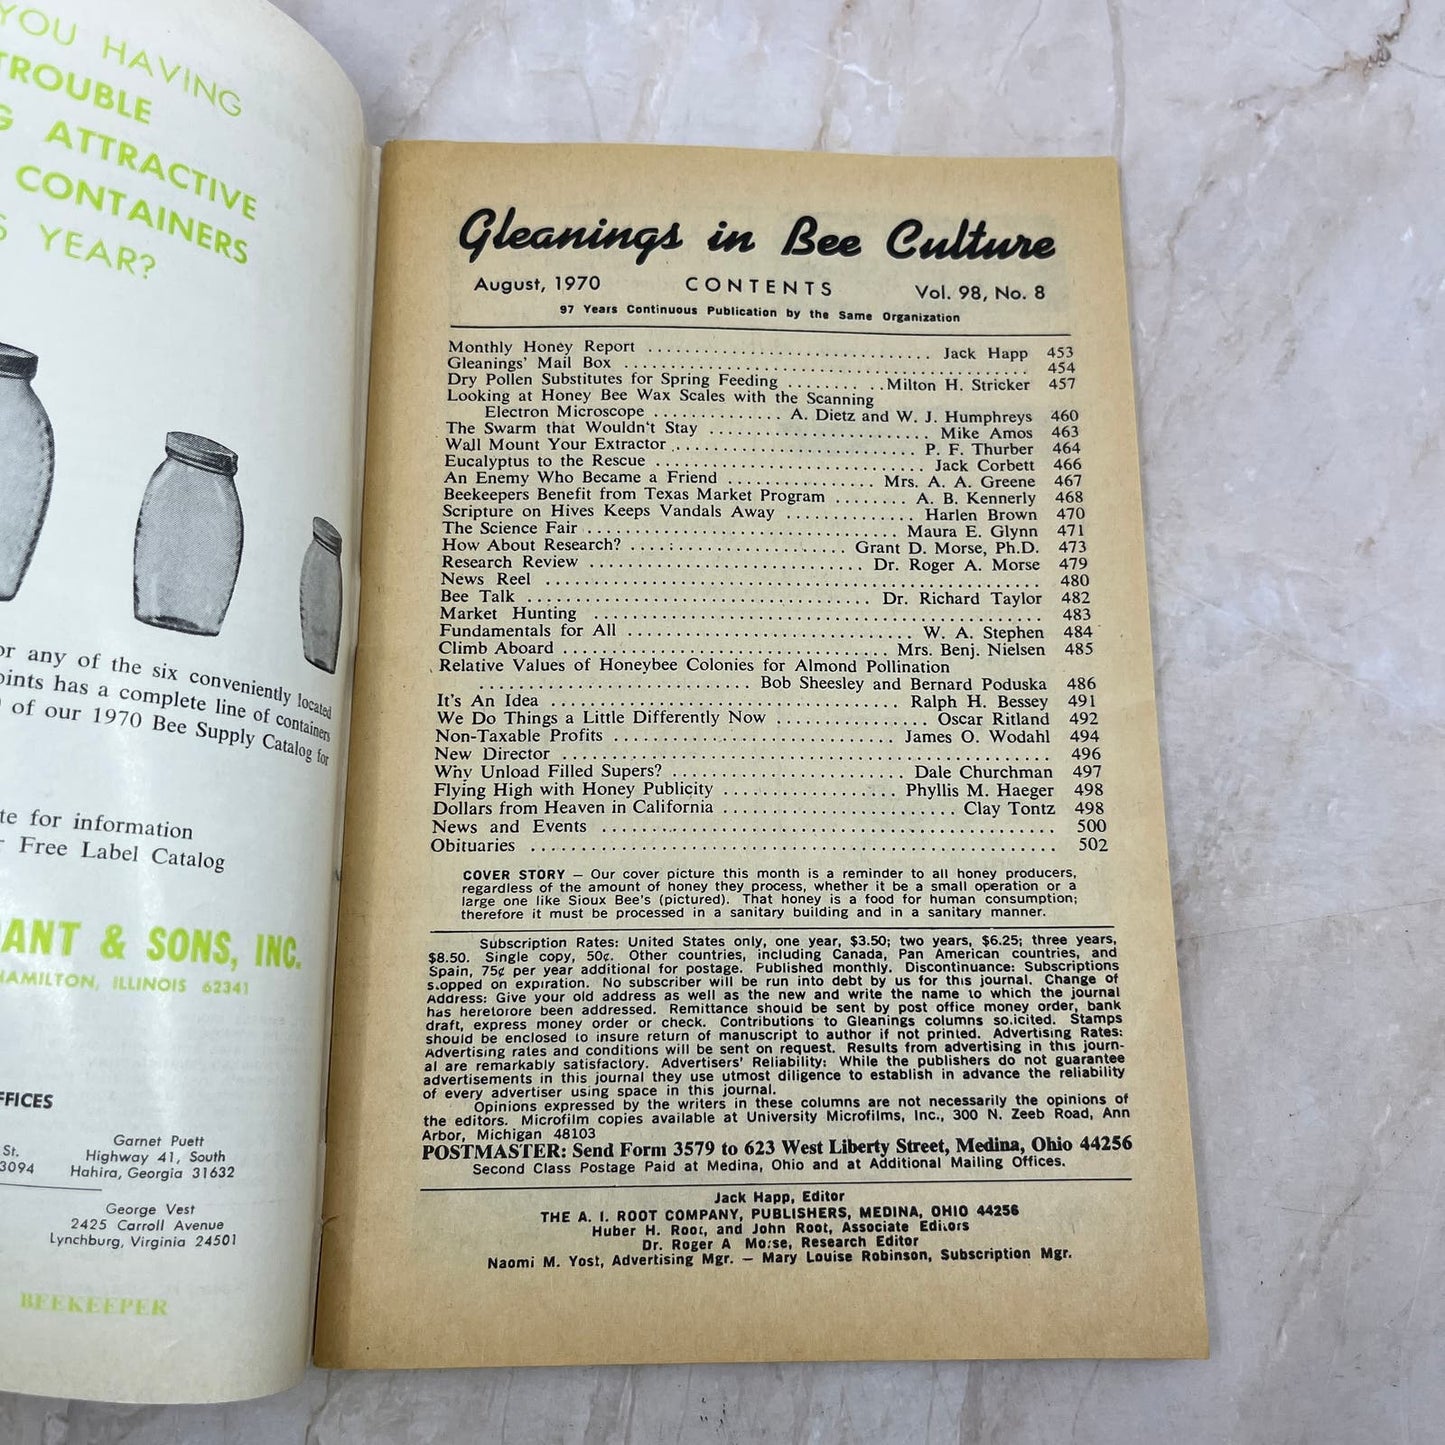 YOU HAVING
TROUBLE
G ATTRACTIVE
CONTAINERS
YEAR?
or any of the six conveniently located
oints has a complete line of containers
of our 1970 Bee Supply Catalog for
te for information
Free Label Catalog
ANT & SONS, INC.
HAMILTON, ILLINOIS 62341
FFICES
St.
3094
Garnet Puett
Highway 41, South
Hahira, Georgia 31632
George Vest
2425 Carroll Avenue
Lynchburg, Virginia 24501
BEEKEEPER
Gleanings in Bee Culture
August, 1970 CONTENTS Vol. 98, No. 8
97 Years Continuous Publication by the Same Organization
Monthly Honey Report ........ Jack Happ 453
Gleanings' Mail Box ........ 454
Dry Pollen Substitutes for Spring Feeding ........ Milton H. Stricker 457
Looking at Honey Bee Wax Scales with the Scanning
Electron Microscope ........ A. Dietz and W. J. Humphreys 460
The Swarm that Wouldn't Stay ........ Mike Amos 463
Wall Mount Your Extractor ........ P. F. Thurber 464
Eucalyptus to the Rescue ........ Jack Corbett 466
An Enemy Who Became a Friend ........ Mrs. A. A. Greene 467
Beekeepers Benefit from Texas Market Program ........ A. B. Kennerly 468
Scripture on Hives Keeps Vandals Away ........ Harlen Brown 470
The Science Fair ........ Maura E. Glynn 471
How About Research? ........ Grant D. Morse, Ph.D. 473
Research Review ........ Dr. Roger A. Morse 479
News Reel ........ 480
Bee Talk ........ Dr. Richard Taylor 482
Market Hunting ........ 483
Fundamentals for All ........ W. A. Stephen 484
Climb Aboard ........ Mrs. Benj. Nielsen 485
Relative Values of Honeybee Colonies for Almond Pollination
........ Bob Sheesley and Bernard Poduska 486
It's An Idea ........ Ralph H. Bessey 491
We Do Things a Little Differently Now ........ Oscar Ritland 492
Non-Taxable Profits ........ James O. Wodahl 494
New Director ........ 496
Why Unload Filled Supers? ........ Dale Churchman 497
Flying High with Honey Publicity ........ Phyllis M. Haeger 498
Dollars from Heaven in California ........ Clay Tontz 498
News and Events ........ 500
Obituaries ........ 502
COVER STORY — Our cover picture this month is a reminder to all honey producers,
regardless of the amount of honey they process, whether it be a small operation or a
large one like Sioux Bee's (pictured). That honey is a food for human consumption;
therefore it must be processed in a sanitary building and in a sanitary manner.
Subscription Rates: United States only, one year, $3.50; two years, $6.25; three years,
$8.50. Single copy, 50¢. Other countries, including Canada, Pan American countries, and
Spain, 75¢ per year additional for postage. Published monthly. Discontinuance: Subscriptions
s.opped on expiration. No subscriber will be run into debt by us for this journal. Change of
Address: Give your old address as well as the new and write the name to which the journal
has heretofore been addressed. Remittance should be sent by post office money order, bank
draft, express money order or check. Contributions to Gleanings columns so.icited. Stamps
should be enclosed to insure return of manuscript to author if not printed. Advertising Rates:
Advertising rates and conditions will be sent on request. Results from advertising in this journ-
al are remarkably satisfactory. Advertisers' Reliability: While the publishers do not guarantee
advertisements in this journal they use utmost diligence to establish in advance the reliability
of every advertiser using space in this journal.
Opinions expressed by the writers in these columns are not necessarily the opinions of
the editors. Microfilm copies available at University Microfilms, Inc., 300 N. Zeeb Road, Ann
Arbor, Michigan 48103
POSTMASTER: Send Form 3579 to 623 West Liberty Street, Medina, Ohio 44256
Second Class Postage Paid at Medina, Ohio and at Additional Mailing Offices.
Jack Happ, Editor
THE A. I. ROOT COMPANY, PUBLISHERS, MEDINA, OHIO 44256
Huber H. Root, and John Root, Associate Editors
Dr. Roger A Morse, Research Editor
Naomi M. Yost, Advertising Mgr. — Mary Louise Robinson, Subscription Mgr.